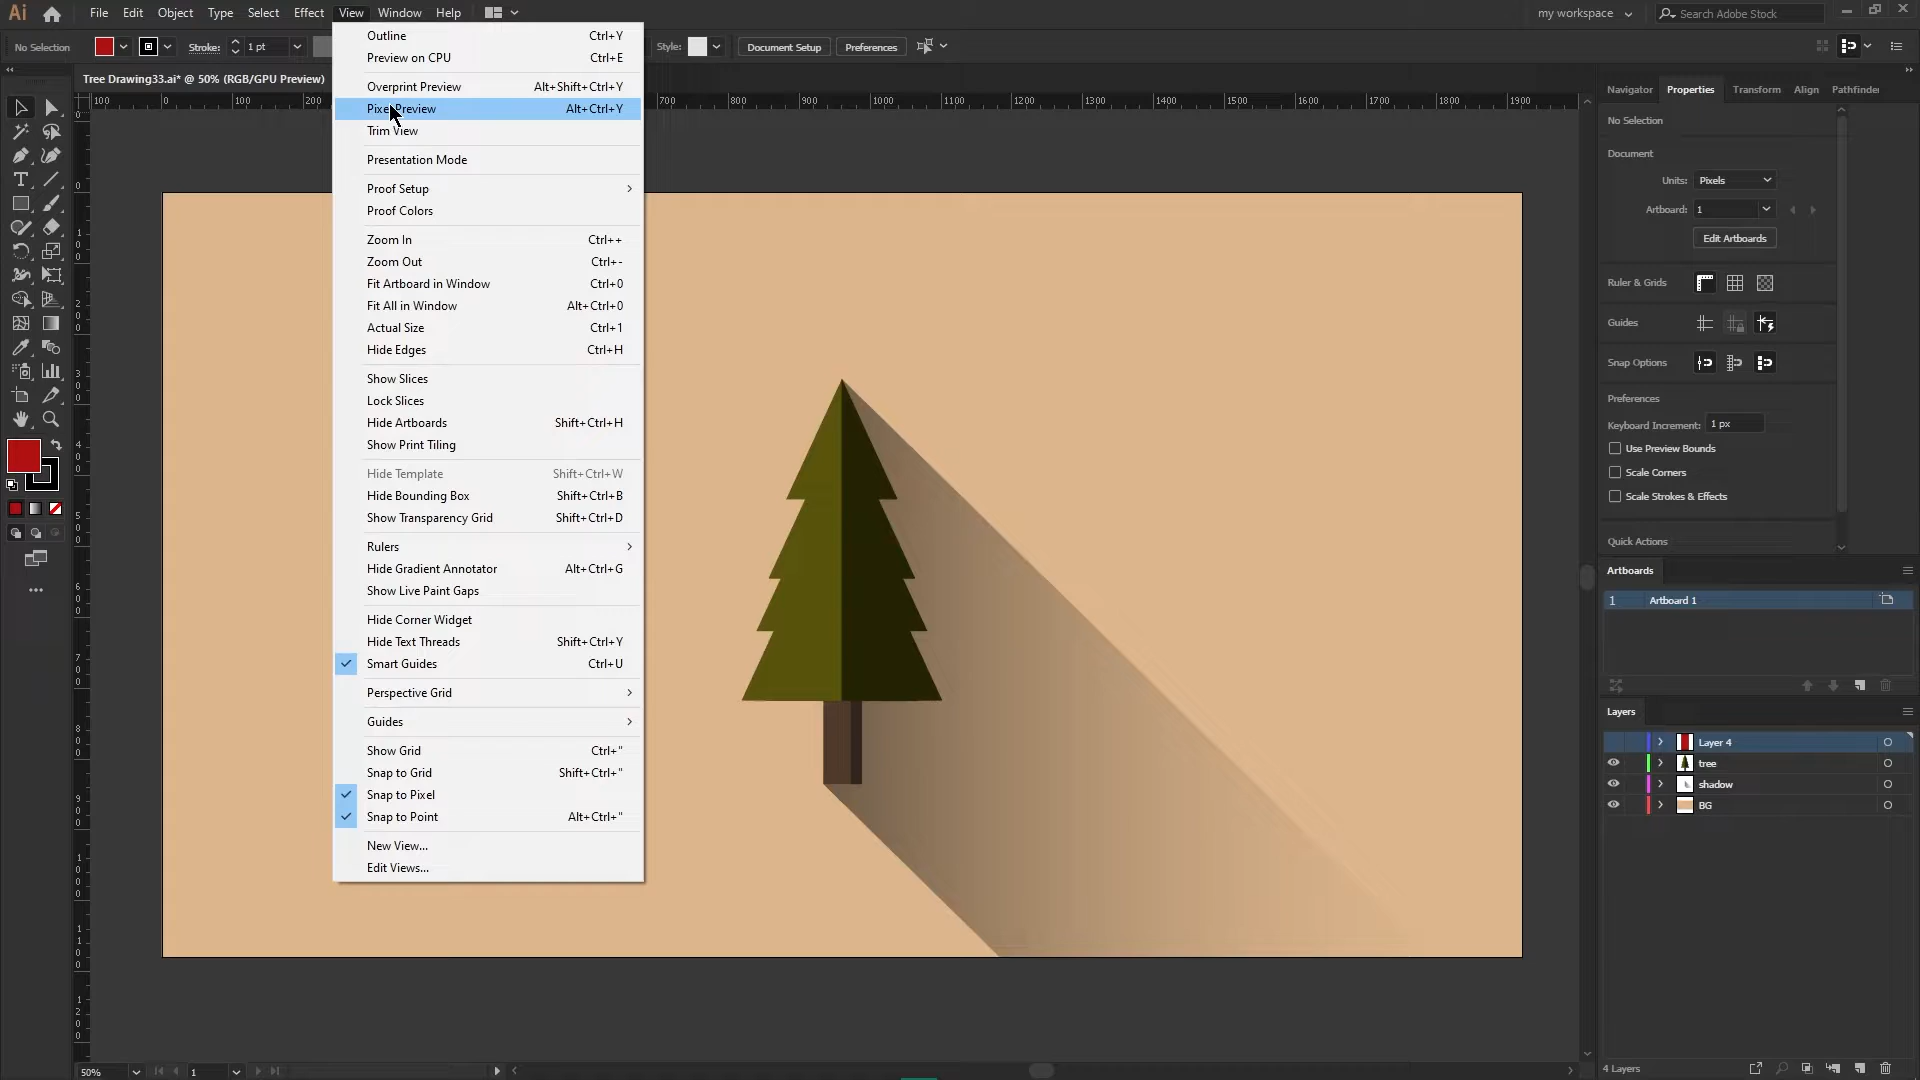 Ai File Edit Object Type Select Effect View Window Help my workspace Search Adobe Stock
No Selection Stroke: 1 pt Style: Document Setup Preferences
Tree Drawing33.ai* @ 50% (RGB/GPU Preview)
100 0 100 200 700 800 900 1000 1100 1200 1300 1400 1500 1600 1700 1800 1900
Outline Ctrl+Y
Preview on CPU Ctrl+E
Overprint Preview Alt+Shift+Ctrl+Y
Pixel Preview Alt+Ctrl+Y
Trim View
Presentation Mode
Proof Setup
Proof Colors
Zoom In Ctrl++
Zoom Out Ctrl+-
Fit Artboard in Window Ctrl+0
Fit All in Window Alt+Ctrl+0
Actual Size Ctrl+1
Hide Edges Ctrl+H
Show Slices
Lock Slices
Hide Artboards Shift+Ctrl+H
Show Print Tiling
Hide Template Shift+Ctrl+W
Hide Bounding Box Shift+Ctrl+B
Show Transparency Grid Shift+Ctrl+D
Rulers
Hide Gradient Annotator Alt+Ctrl+G
Show Live Paint Gaps
Hide Corner Widget
Hide Text Threads Shift+Ctrl+Y
Smart Guides Ctrl+U
Perspective Grid
Guides
Show Grid Ctrl+"
Snap to Grid Shift+Ctrl+"
Snap to Pixel
Snap to Point Alt+Ctrl+"
New View...
Edit Views...
Navigator Properties Transform Align Pathfinder
No Selection
Document
Units: Pixels
Artboard: 1
Edit Artboards
Ruler & Grids
Guides
Snap Options
Preferences
Keyboard Increment: 1 px
Use Preview Bounds
Scale Corners
Scale Strokes & Effects
Quick Actions
Artboards
1 Artboard 1
Layers
Layer 4
tree
shadow
BG
50% 1
4 Layers